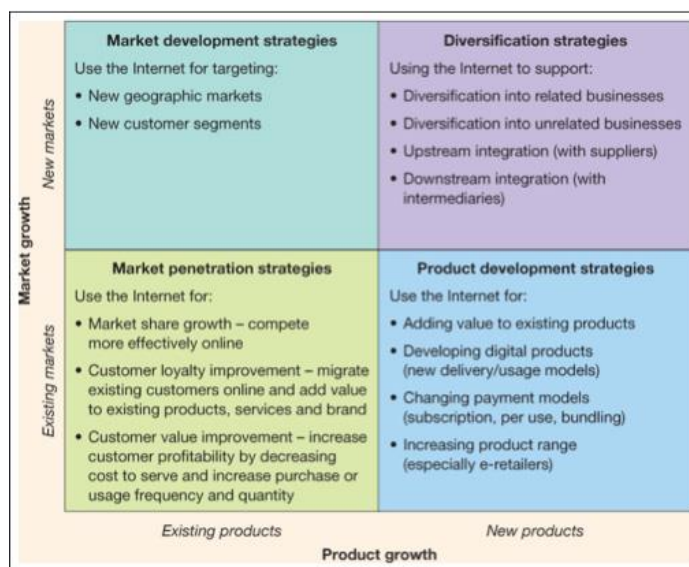 Market development strategies
Use the Internet for targeting:
• New geographic markets
• New customer segments
Diversification strategies
Using the Internet to support:
• Diversification into related businesses
• Diversification into unrelated businesses
• Upstream integration (with suppliers)
• Downstream integration (with
intermediaries)
Market penetration strategies
Use the Internet for:
• Market share growth – compete
more effectively online
• Customer loyalty improvement – migrate
existing customers online and add value
to existing products, services and brand
• Customer value improvement – increase
customer profitability by decreasing
cost to serve and increase purchase or
usage frequency and quantity
Product development strategies
Use the Internet for:
• Adding value to existing products
• Developing digital products
(new delivery/usage models)
• Changing payment models
(subscription, per use, bundling)
• Increasing product range
(especially e-retailers)
Market growth
New markets
Existing markets
Existing products
New products
Product growth